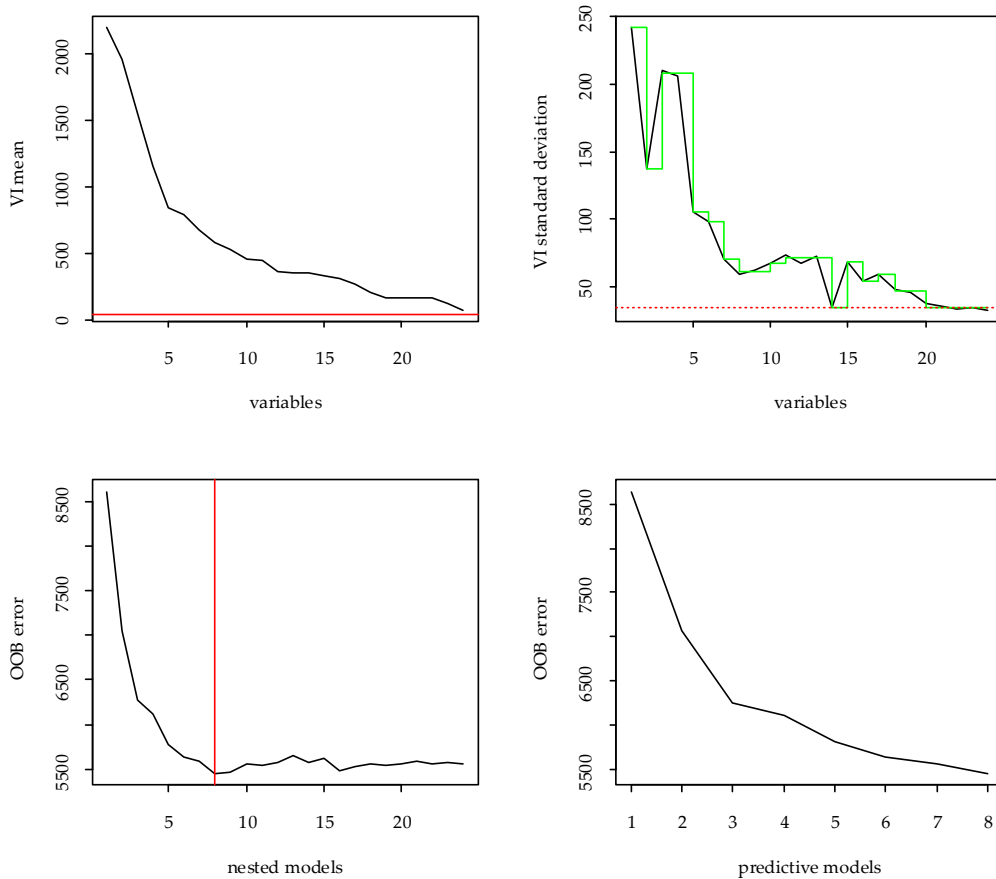 VI mean
0
500
1000
1500
2000
5 10 15 20
variables
VI standard deviation
50
100
150
200
250
5 10 15 20
variables
OOB error
5500
6500
7500
8500
5 10 15 20
nested models
OOB error
5500
6500
7500
8500
1 2 3 4 5 6 7 8
predictive models